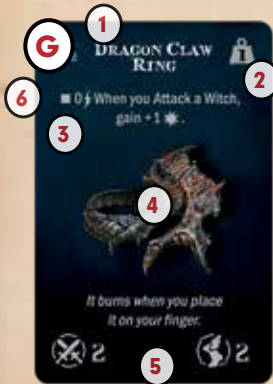 1
G DRAGON CLAW
RING
1
2
6
0 When you Attack a Witch,
gain +1 .
3
4
It burns when you place
it on your finger.
2
5
2